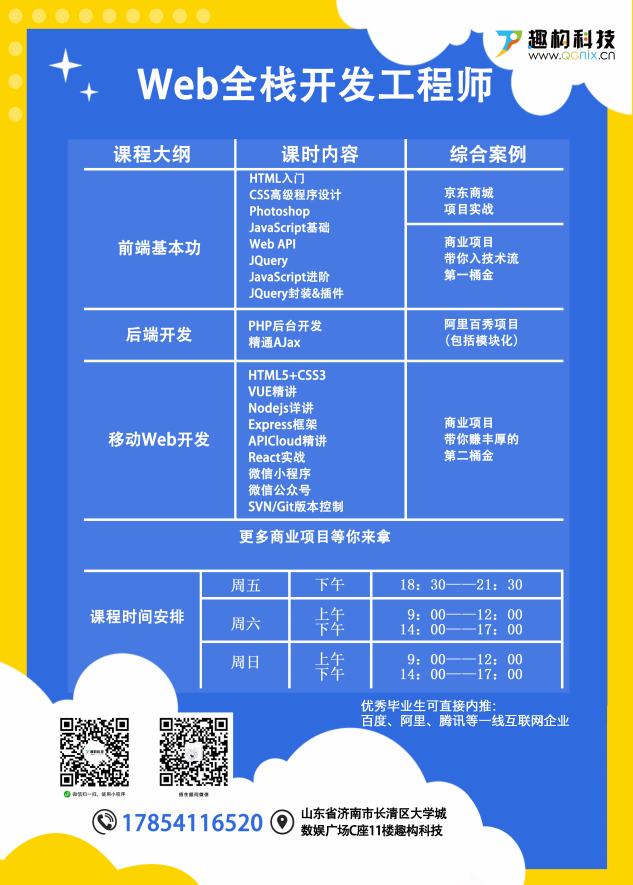 趣构科技
www.QGNIX.CN
Web全栈开发工程师
课程大纲
课时内容
综合案例
前端基本功
HTML入门
CSS高级程序设计
Photoshop
JavaScript基础
Web API
JQuery
JavaScript进阶
JQuery封装&插件
京东商城
项目实战
商业项目
带你入技术流
第一桶金
后端开发
PHP后台开发
精通AJax
阿里百秀项目
(包括模块化)
移动Web开发
HTML5+CSS3
VUE精讲
Nodejs详讲
Express框架
APICloud精讲
React实战
微信小程序
微信公众号
SVN/Git版本控制
商业项目
带你赚丰厚的
第二桶金
更多商业项目等你来拿
课程时间安排
周五
下午
18：30——21：30
周六
上午
下午
9：00——12：00
14：00——17：00
周日
上午
下午
9：00——12：00
14：00——17：00
优秀毕业生可直接内推：
百度、阿里、腾讯等一线互联网企业
趣构科技
微信扫一扫，使用小程序
招生顾问微信
17854116520
山东省济南市长清区大学城
数娱广场C座11楼趣构科技